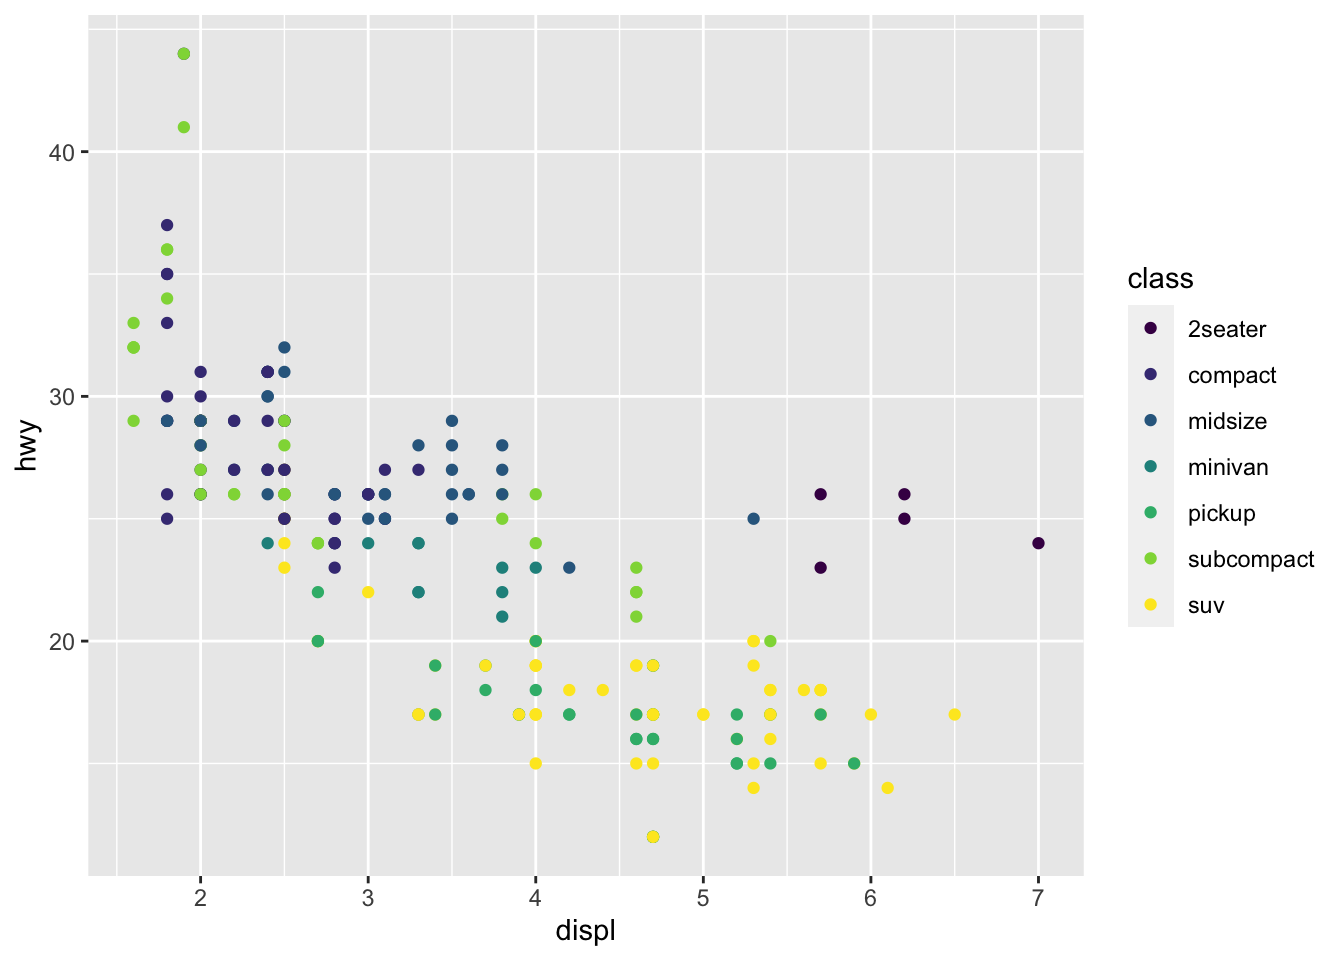 40
30
20
hwy
2 3 4 5 6 7
displ
class
2seater
compact
midsize
minivan
pickup
subcompact
suv